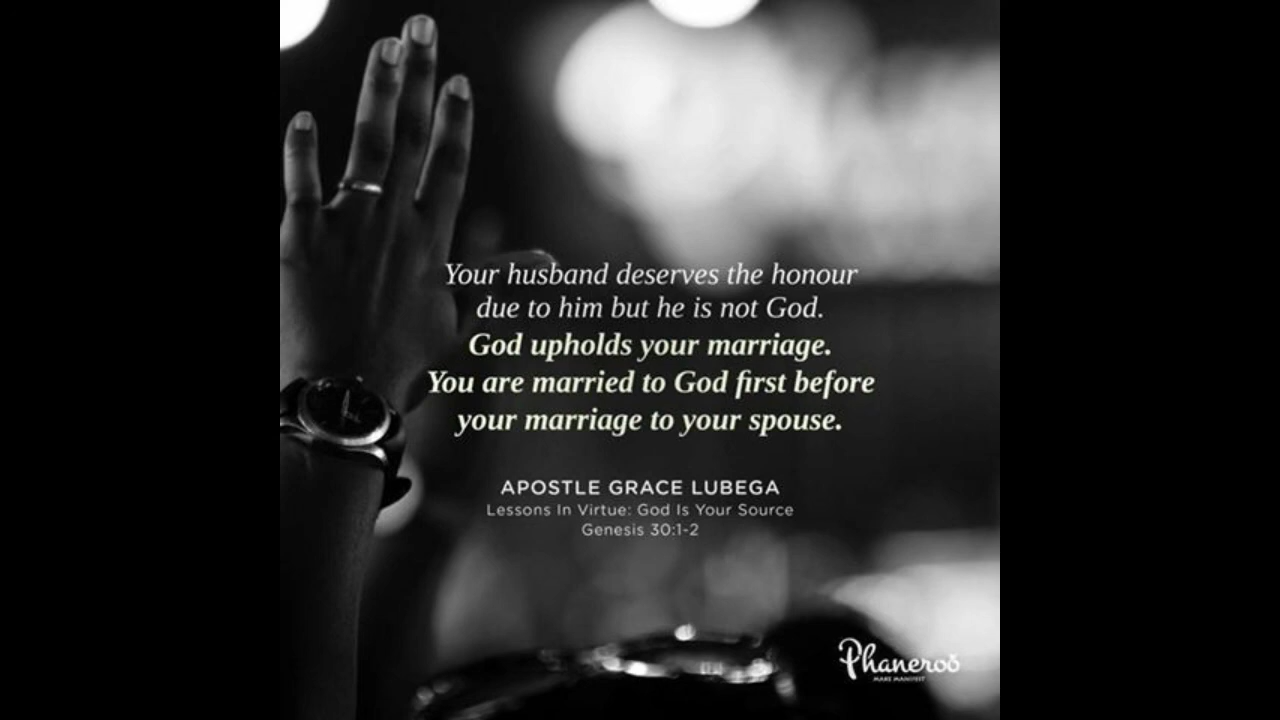 Your husband deserves the honour
due to him but he is not God.
God upholds your marriage.
You are married to God first before
your marriage to your spouse.
APOSTLE GRACE LUBEGA
Lessons In Virtue: God Is Your Source
Genesis 30:1-2
Phaneroo
MAKE MANIFEST